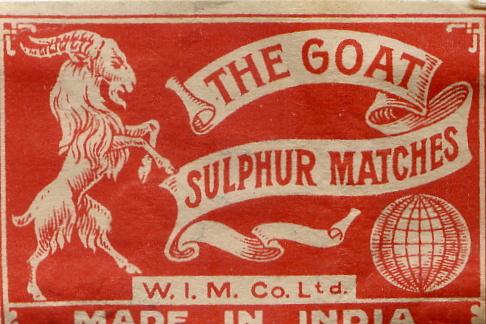 THE GOAT
SULPHUR MATCHES
W. I. M. Co. Ltd.
MADE IN INDIA